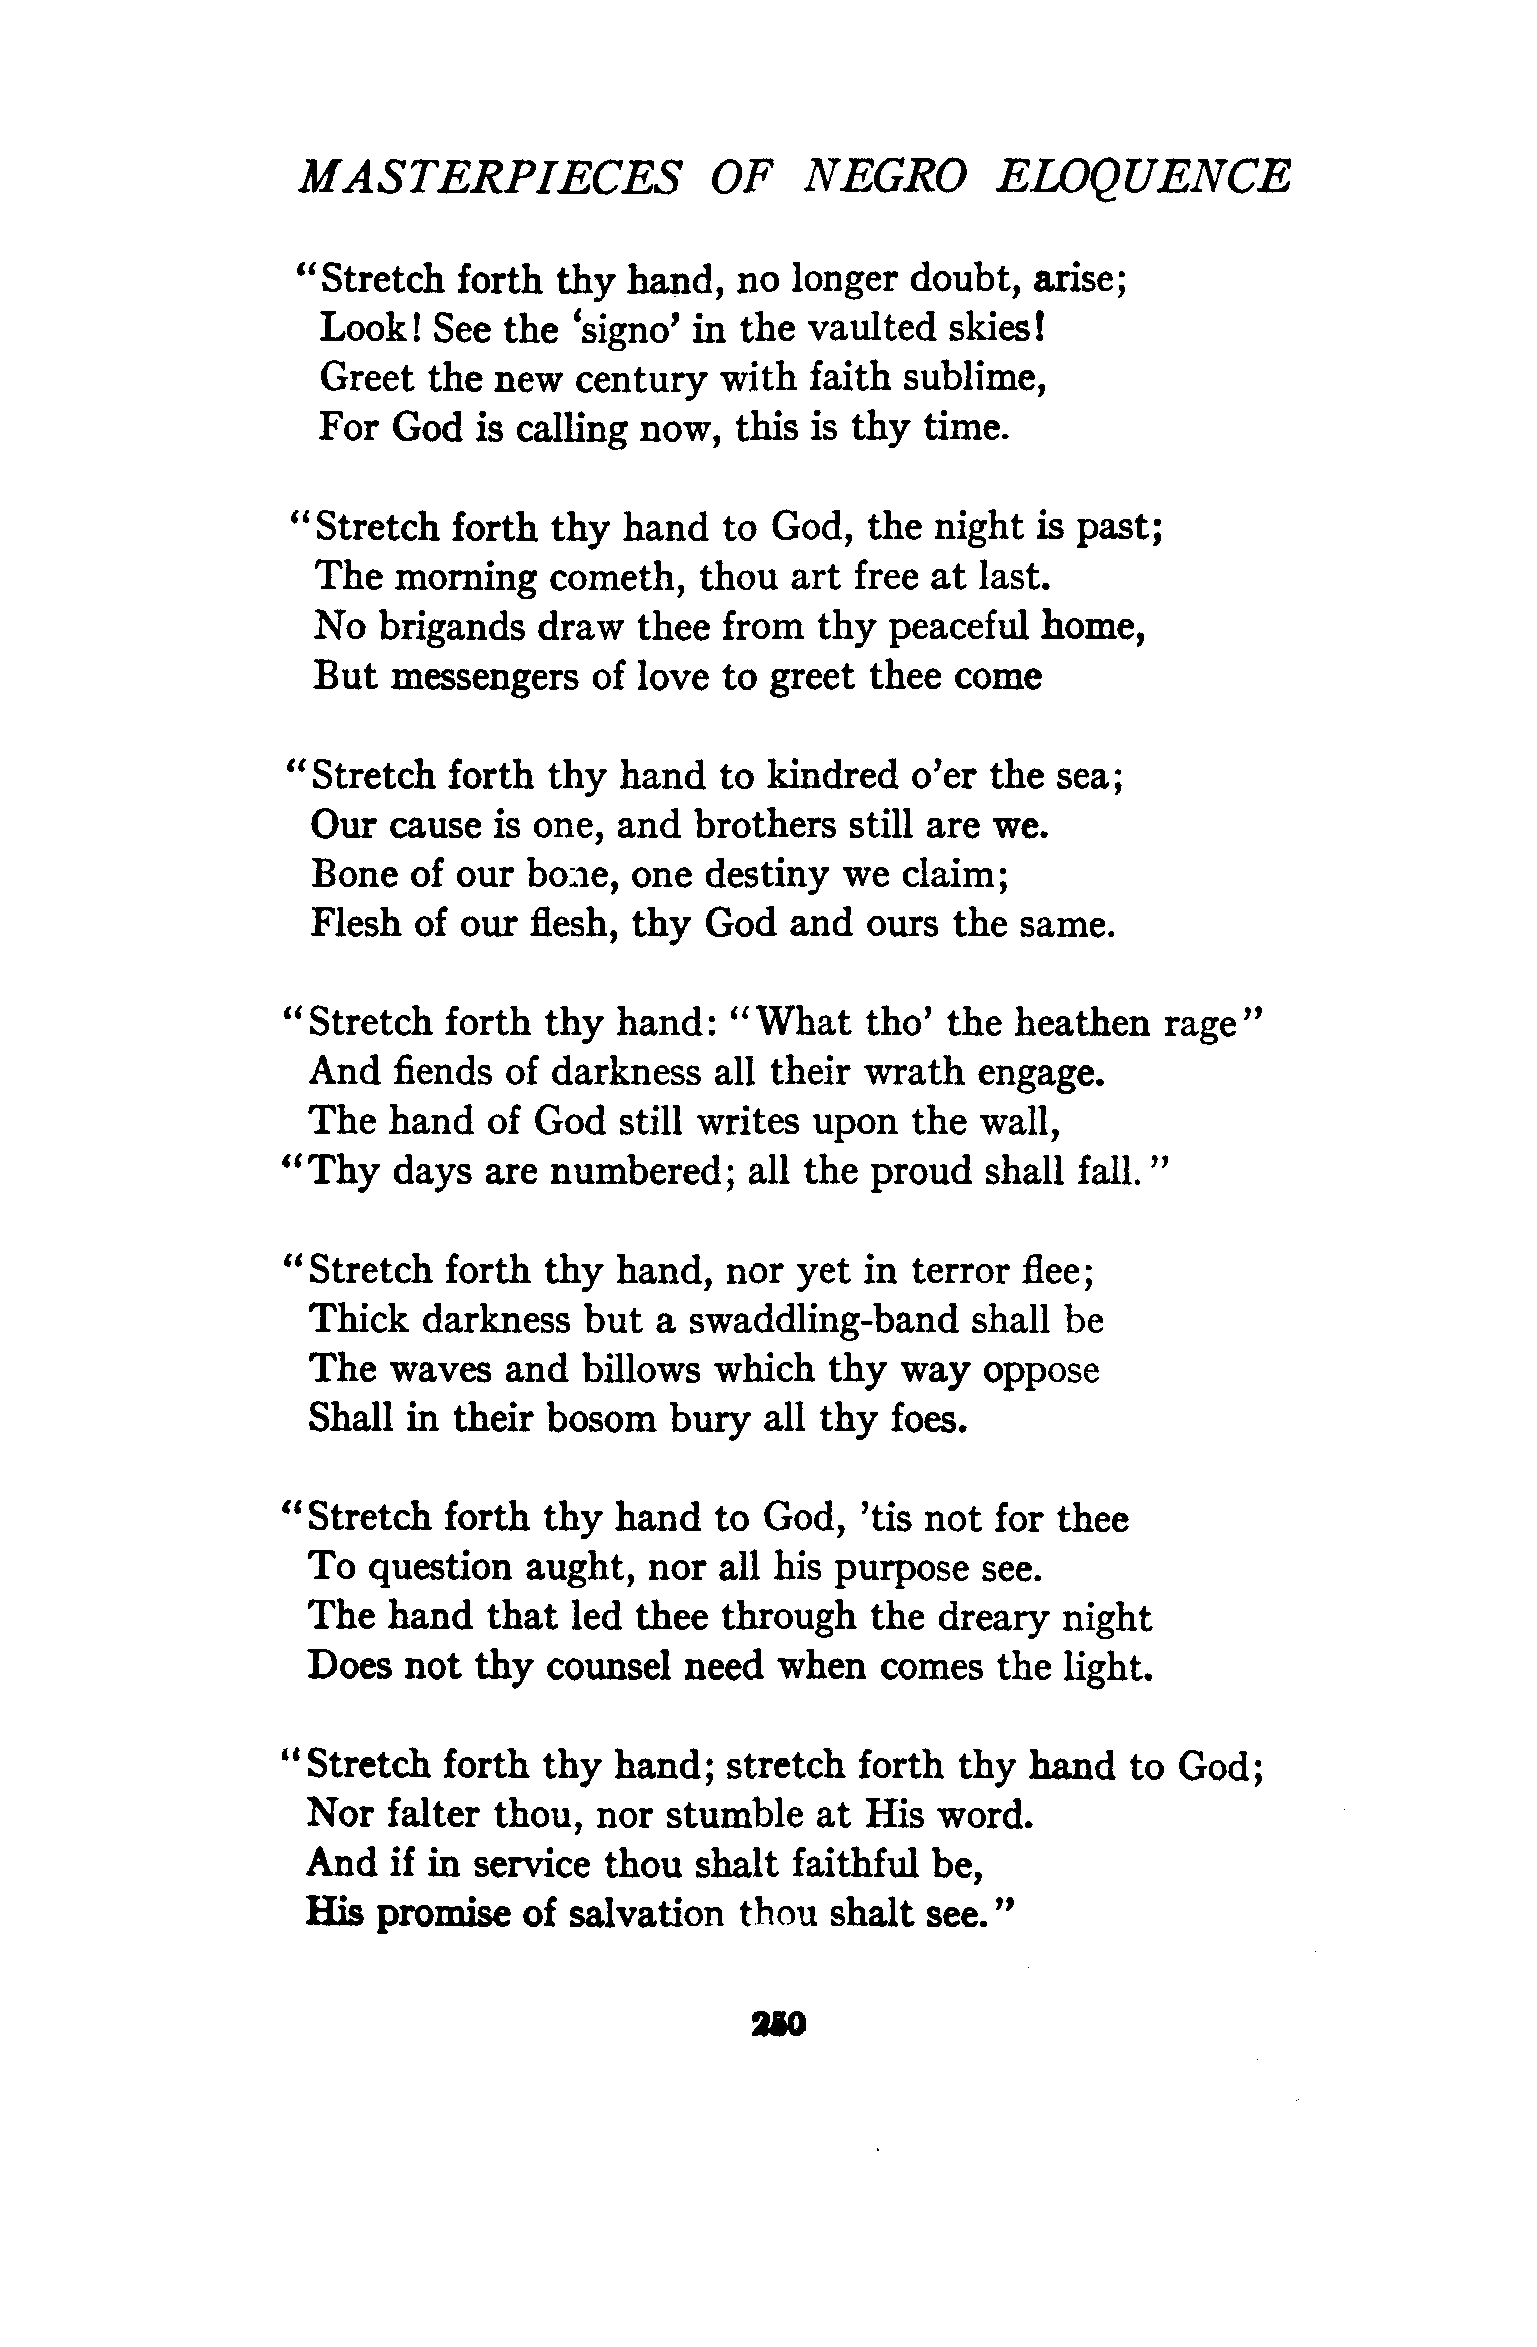 MASTERPIECES OF NEGRO ELOQUENCE
“Stretch forth thy hand, no longer doubt, arise;
Look! See the ‘signo’ in the vaulted skies!
Greet the new century with faith sublime,
For God is calling now, this is thy time.
“Stretch forth thy hand to God, the night is past;
The morning cometh, thou art free at last.
No brigands draw thee from thy peaceful home,
But messengers of love to greet thee come
“Stretch forth thy hand to kindred o’er the sea;
Our cause is one, and brothers still are we.
Bone of our bone, one destiny we claim;
Flesh of our flesh, thy God and ours the same.
“Stretch forth thy hand: “What tho’ the heathen rage”
And fiends of darkness all their wrath engage.
The hand of God still writes upon the wall,
“Thy days are numbered; all the proud shall fall.”
“Stretch forth thy hand, nor yet in terror flee;
Thick darkness but a swaddling-band shall be
The waves and billows which thy way oppose
Shall in their bosom bury all thy foes.
“Stretch forth thy hand to God, ’tis not for thee
To question aught, nor all his purpose see.
The hand that led thee through the dreary night
Does not thy counsel need when comes the light.
“Stretch forth thy hand; stretch forth thy hand to God;
Nor falter thou, nor stumble at His word.
And if in service thou shalt faithful be,
His promise of salvation thou shalt see.”
250